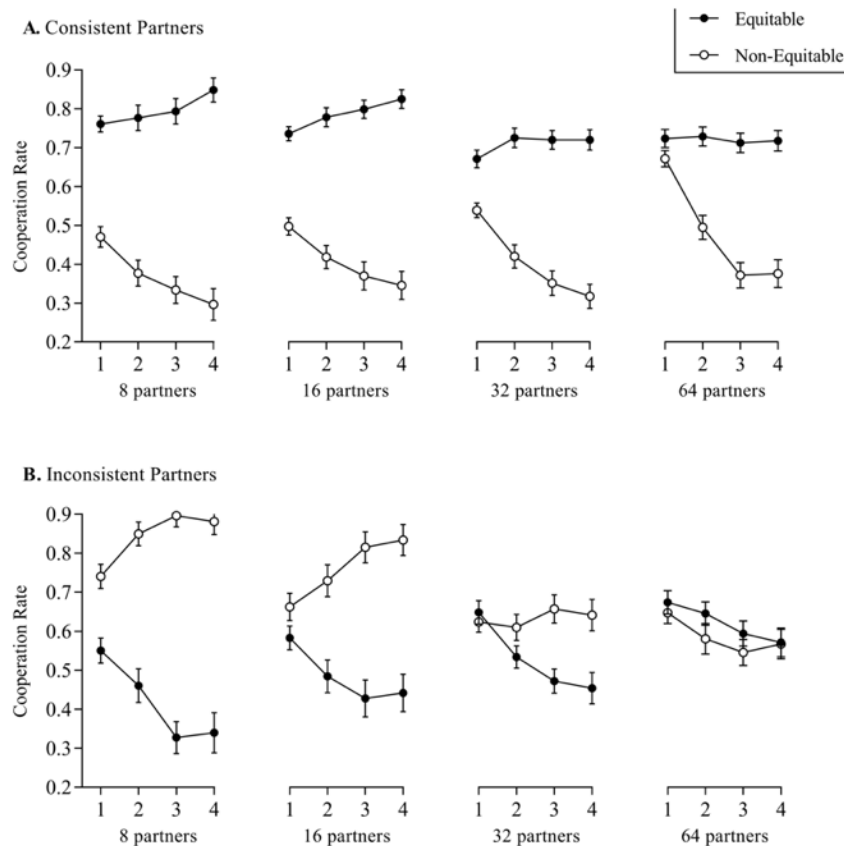 A. Consistent Partners
Equitable
Non-Equitable
Cooperation Rate
0.9
0.8
0.7
0.6
0.5
0.4
0.3
0.2
1 2 3 4 1 2 3 4 1 2 3 4 1 2 3 4
8 partners 16 partners 32 partners 64 partners
B. Inconsistent Partners
Cooperation Rate
0.9
0.8
0.7
0.6
0.5
0.4
0.3
0.2
1 2 3 4 1 2 3 4 1 2 3 4 1 2 3 4
8 partners 16 partners 32 partners 64 partners